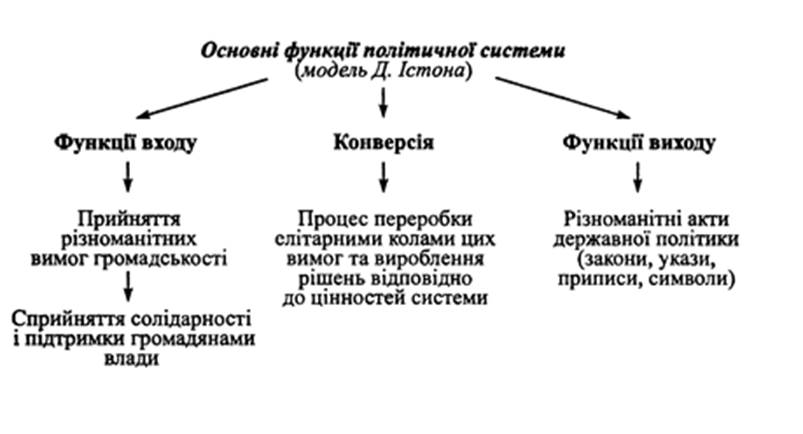 Основні функції політичної системи
(модель Д. Істона)
Функції входу
Прийняття
різноманітних
вимог громадськості
Сприйняття солідарності
і підтримки громадянами
влади
Конверсія
Процес переробки
слітарними колами цих
вимог та вироблення
рішень відповідно
до цінностей системи
Функції виходу
Різноманітні акти
державної політики
(закони, укази,
приписи, символи)